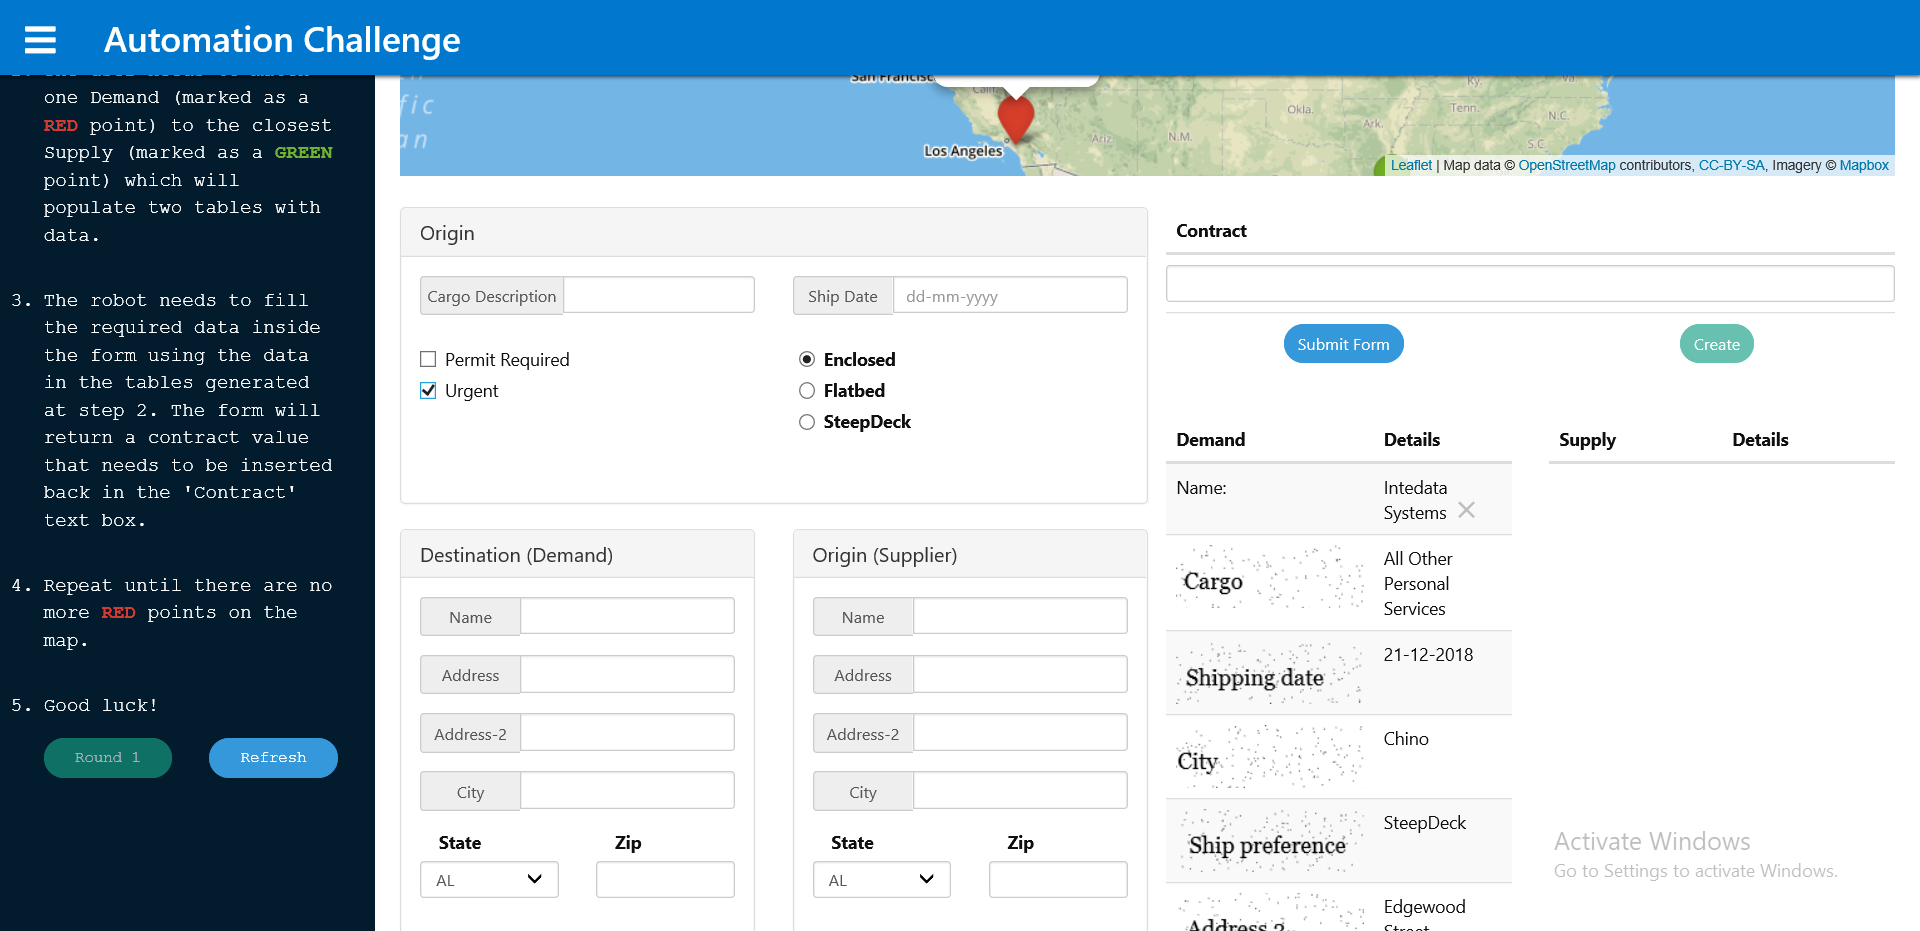 Automation Challenge
one Demand (marked as a
RED point) to the closest
Supply (marked as a GREEN
point) which will
populate two tables with
data.
3. The robot needs to fill
the required data inside
the form using the data
in the tables generated
at step 2. The form will
return a contract value
that needs to be inserted
back in the 'Contract'
text box.
4. Repeat until there are no
more RED points on the
map.
5. Good luck!
Round 1
Refresh
San Francisc
Calif.
fic
an
Los Angeles
Ariz.
N.M.
Okla.
Ark.
Ky.
Tenn.
Va.
N.C.
S.C.
Leaflet | Map data © OpenStreetMap contributors, CC-BY-SA, Imagery © Mapbox
Origin
Cargo Description
Ship Date
dd-mm-yyyy
Permit Required
Urgent
Enclosed
Flatbed
SteepDeck
Destination (Demand)
Name
Address
Address-2
City
State
Zip
AL
Origin (Supplier)
Name
Address
Address-2
City
State
Zip
AL
Contract
Submit Form
Create
Demand
Details
Name:
Intedata
Systems
Cargo
All Other
Personal
Services
Shipping date
21-12-2018
City
Chino
Ship preference
SteepDeck
Address 2
Edgewood
Street
Supply
Details
Activate Windows
Go to Settings to activate Windows.